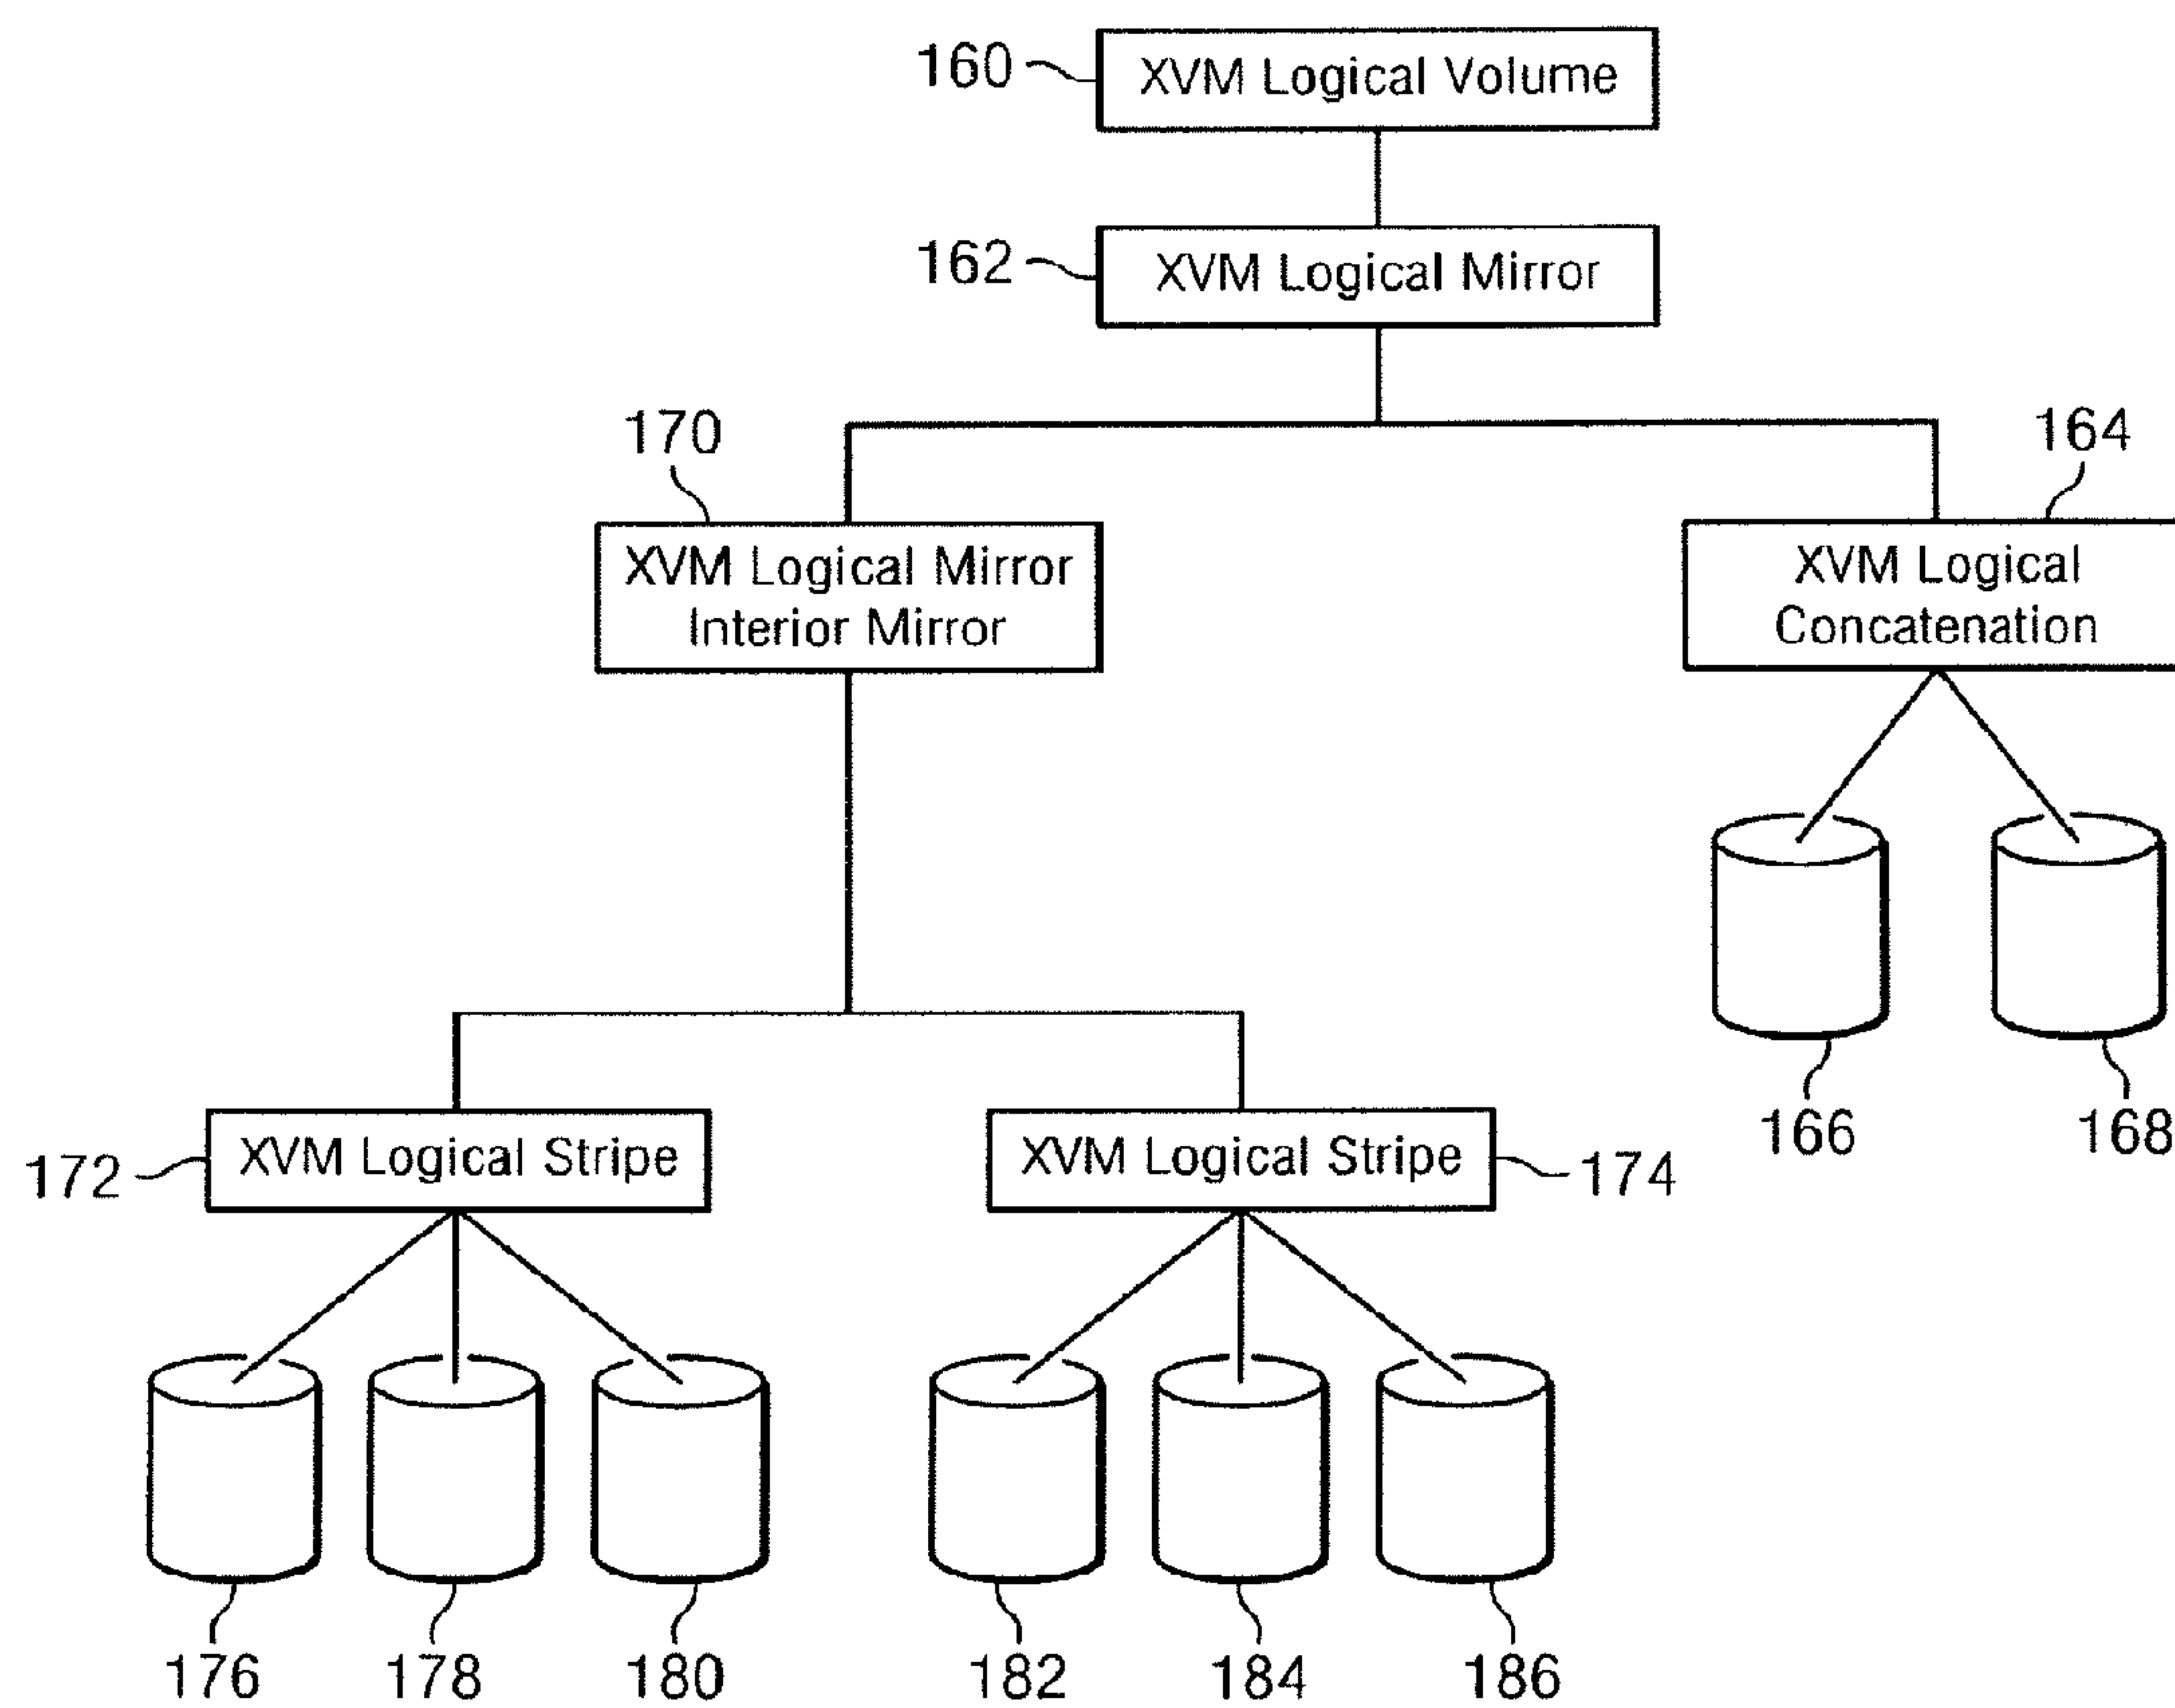 160
XVM Logical Volume
162
XVM Logical Mirror
170
164
XVM Logical Mirror
Interior Mirror
XVM Logical
Concatenation
166
168
172
XVM Logical Stripe
XVM Logical Stripe
174
176
178
180
182
184
186